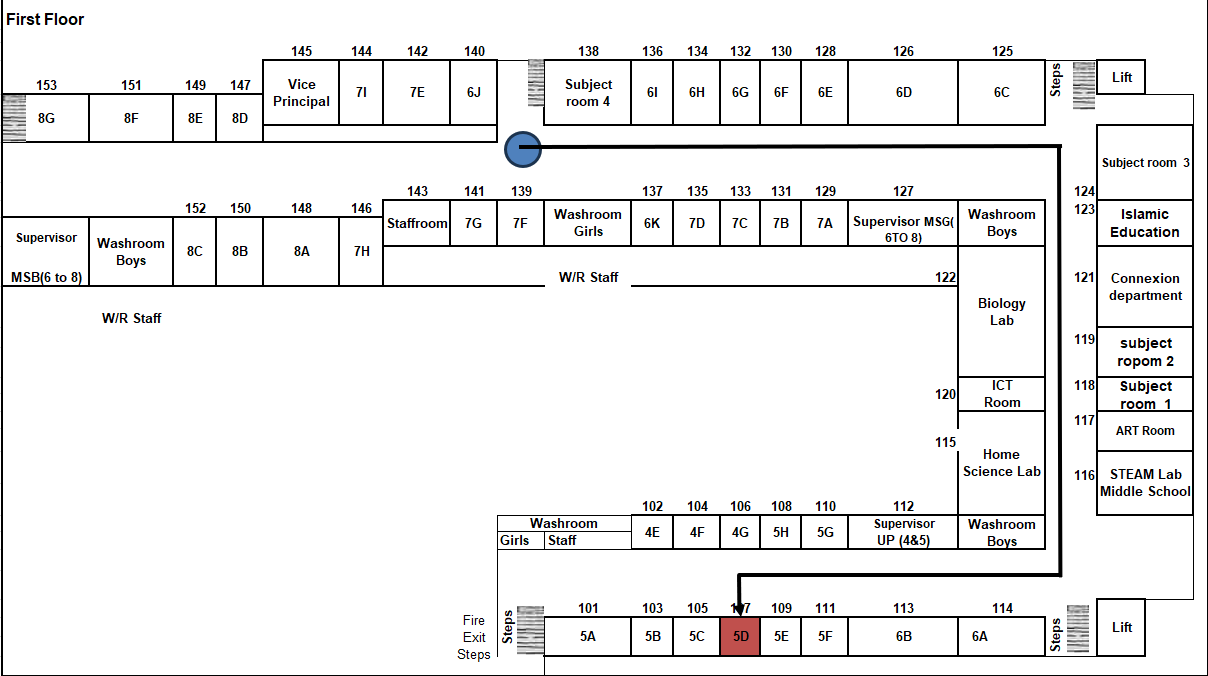 First Floor
145 144 142 140 138 136 134 132 130 128 126 125
153 151 149 147
Vice
Principal
7I 7E 6J
Subject
room 4
6I 6H 6G 6F 6E 6D 6C
Steps
Lift
8G 8F 8E 8D
Subject room 3
124
143 141 139 137 135 133 131 129 127
152 150 148 146
123
Staffroom 7G 7F
Washroom
Girls
6K 7D 7C 7B 7A
Supervisor MSG(
6TO 8)
Washroom
Boys
Islamic
Education
Supervisor
MSB(6 to 8)
Washroom
Boys
8C 8B 8A 7H
W/R Staff
122
121
Connexion
department
W/R Staff
Biology
Lab
119
subject
ropom 2
120
ICT
Room
118
Subject
room 1
117
ART Room
115
Home
Science Lab
116
STEAM Lab
Middle School
102 104 106 108 110 112
Washroom
Girls Staff
4E 4F 4G 5H 5G
Supervisor
UP (4&5)
Washroom
Boys
101 103 105 107 109 111 113 114
Fire
Exit
Steps
Steps
5A 5B 5C 5D 5E 5F 6B 6A
Steps
Lift